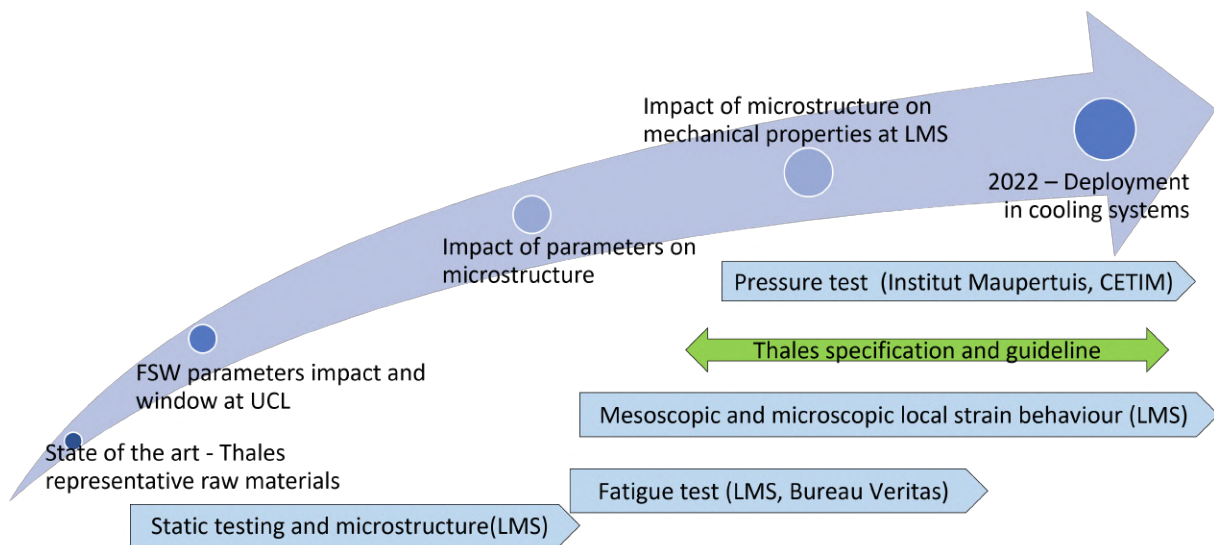 Impact of microstructure on
mechanical properties at LMS
2022 – Deployment
in cooling systems
Impact of parameters on
microstructure
Pressure test (Institut Maupertuis, CETIM)
Thales specification and guideline
FSW parameters impact and
window at UCL
Mesoscopic and microscopic local strain behaviour (LMS)
State of the art - Thales
representative raw materials
Fatigue test (LMS, Bureau Veritas)
Static testing and microstructure(LMS)